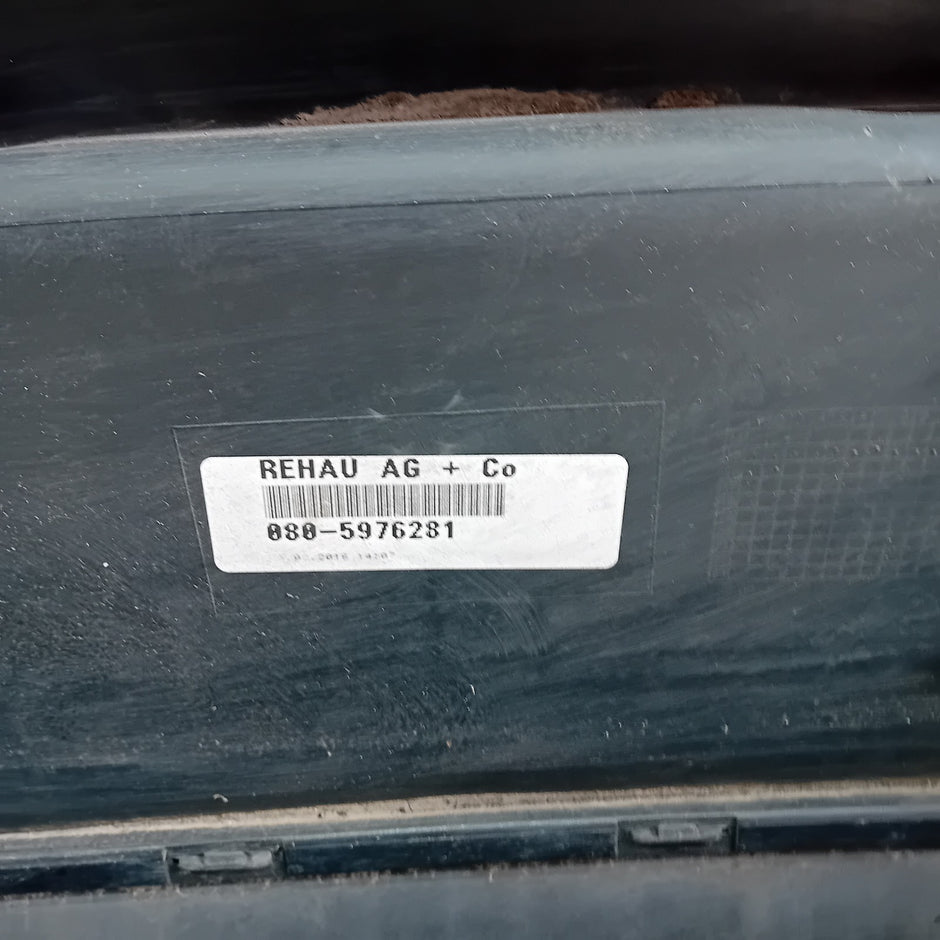 REHAU AG + Co
080-5976281